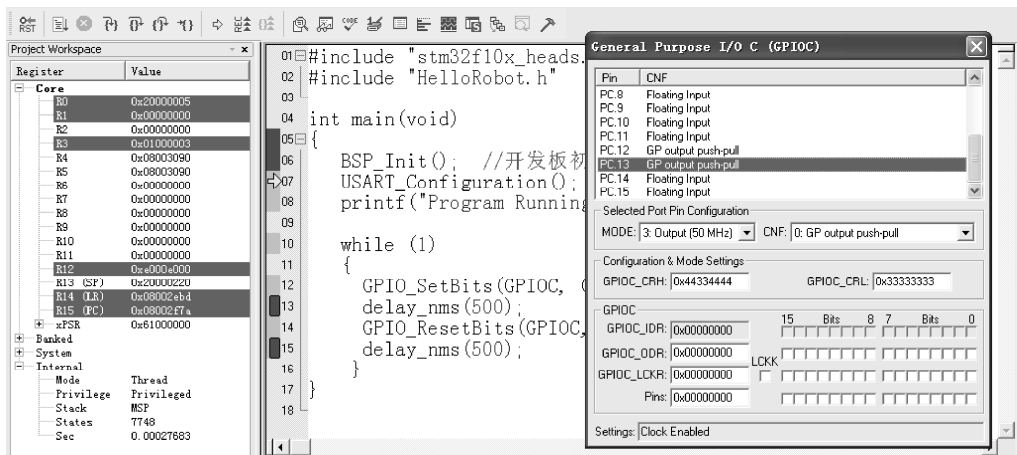 RST
CODE
Project Workspace
Register Value
Core
R0 0x20000005
R1 0x00000000
R2 0x00000000
R3 0x01000003
R4 0x08003090
R5 0x08003090
R6 0x00000000
R7 0x00000000
R8 0x00000000
R9 0x00000000
R10 0x00000000
R11 0x00000000
R12 0xe000e000
R13 (SP) 0x20000220
R14 (LR) 0x08002ebd
R15 (PC) 0x08002f7a
xPSR 0x61000000
Banked
System
Internal
Mode Thread
Privilege Privileged
Stack MSP
States 7748
Sec 0.00027683
01 #include "stm32f10x_heads.
02 #include "HelloRobot.h"
03
04 int main(void)
05 {
06 BSP_Init(); //开发板初
07 USART_Configuration();
08 printf("Program Running
09
10 while (1)
11 {
12 GPIO_SetBits(GPIOC,
13 delay_nms(500);
14 GPIO_ResetBits(GPIOC,
15 delay_nms(500);
16 }
17 }
18
General Purpose I/O C (GPIOC)
Pin CNF
PC.8 Floating Input
PC.9 Floating Input
PC.10 Floating Input
PC.11 Floating Input
PC.12 GP output push-pull
PC.13 GP output push-pull
PC.14 Floating Input
PC.15 Floating Input
Selected Port Pin Configuration
MODE: 3: Output (50 MHz) CNF: 0: GP output push-pull
Configuration & Mode Settings
GPIOC_CRH: 0x44334444 GPIOC_CRL: 0x33333333
GPIOC
15 Bits 8 7 Bits 0
GPIOC_IDR: 0x00000000
GPIOC_ODR: 0x00000000
LCKK
GPIOC_LCKR: 0x00000000
Pins: 0x00000000
Settings: Clock Enabled